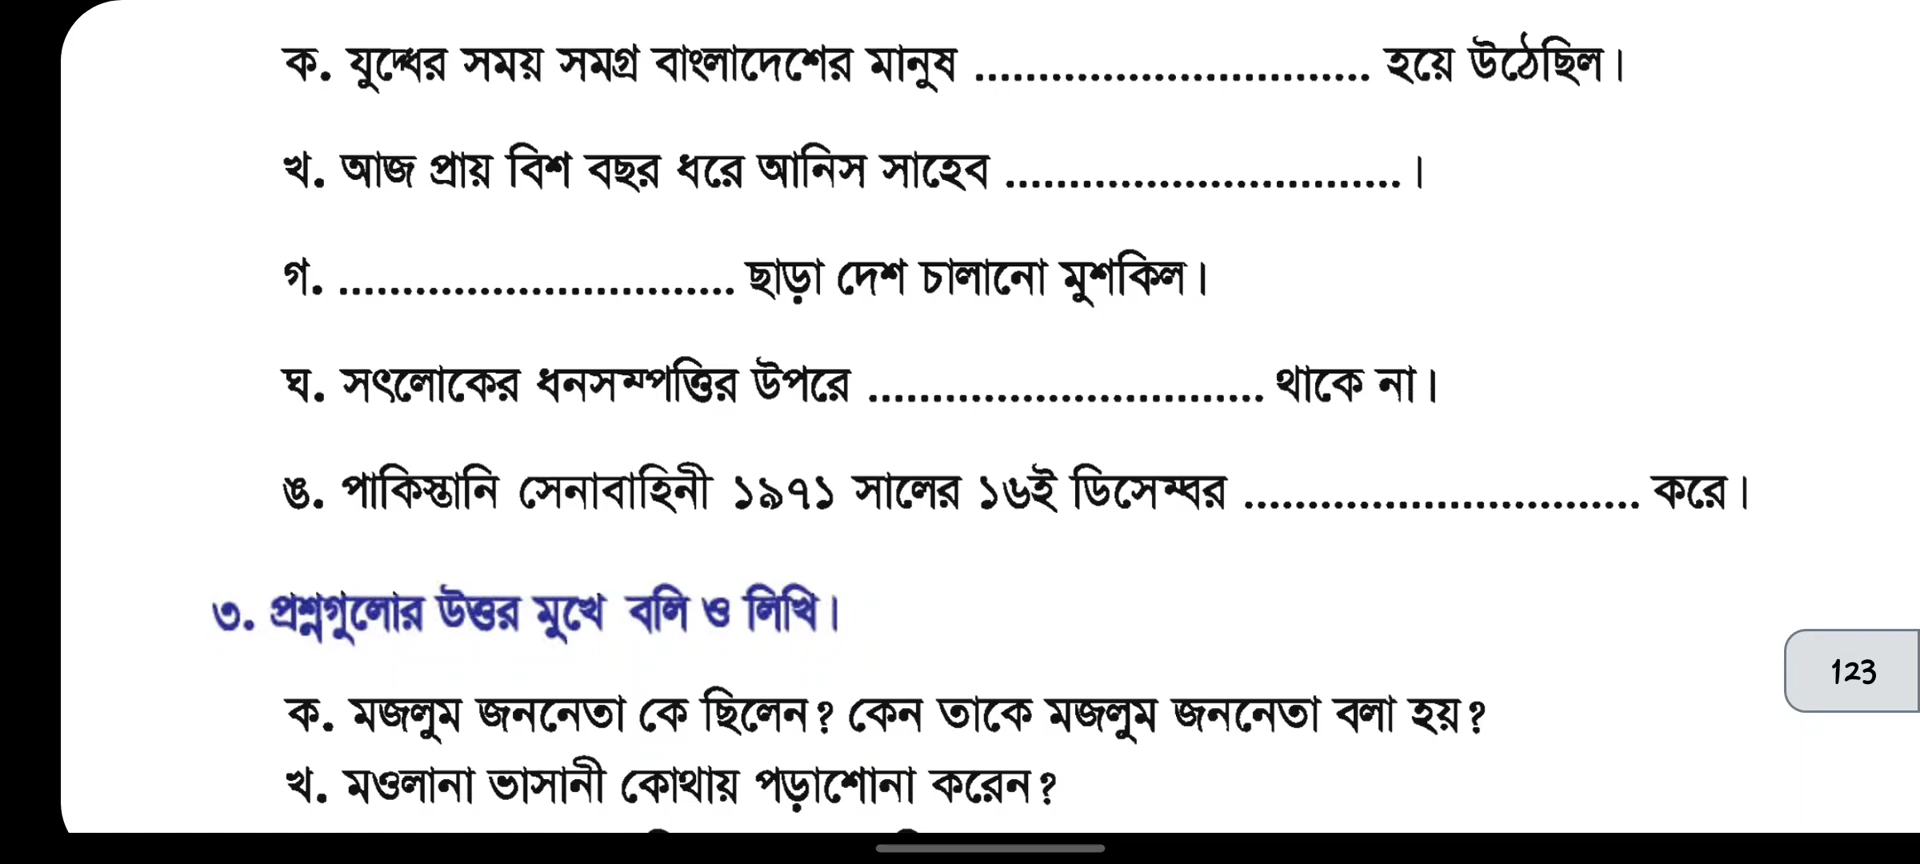 ক. যুদ্ধের সময় সমগ্র বাংলাদেশের মানুষ ............................... হয়ে উঠেছিল।
খ. আজ প্রায় বিশ বছর ধরে আনিস সাহেব ...............................।
গ. ............................... ছাড়া দেশ চালানো মুশকিল।
ঘ. সৎলোকের ধনসম্পত্তির উপরে ............................... থাকে না।
ঙ. পাকিস্তানি সেনাবাহিনী ১৯৭১ সালের ১৬ই ডিসেম্বর ............................... করে।
৩. প্রশ্নগুলোর উত্তর মুখে বলি ও লিখি।
123
ক. মজলুম জননেতা কে ছিলেন? কেন তাকে মজলুম জননেতা বলা হয়?
খ. মওলানা ভাসানী কোথায় পড়াশোনা করেন?